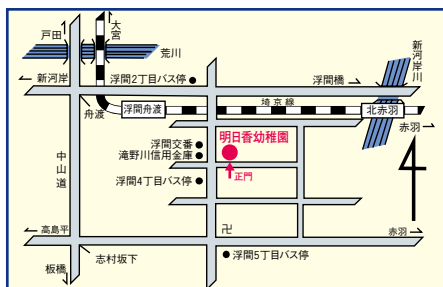 戸田
大宮
荒川
新河岸川
新河岸
浮間2丁目バス停
浮間橋
舟渡
浮間舟渡
埼京線
北赤羽
赤羽
浮間交番
滝野川信用金庫
明日香幼稚園
正門
中山道
浮間4丁目バス停
高島平
卍
赤羽
志村坂下
浮間5丁目バス停
板橋